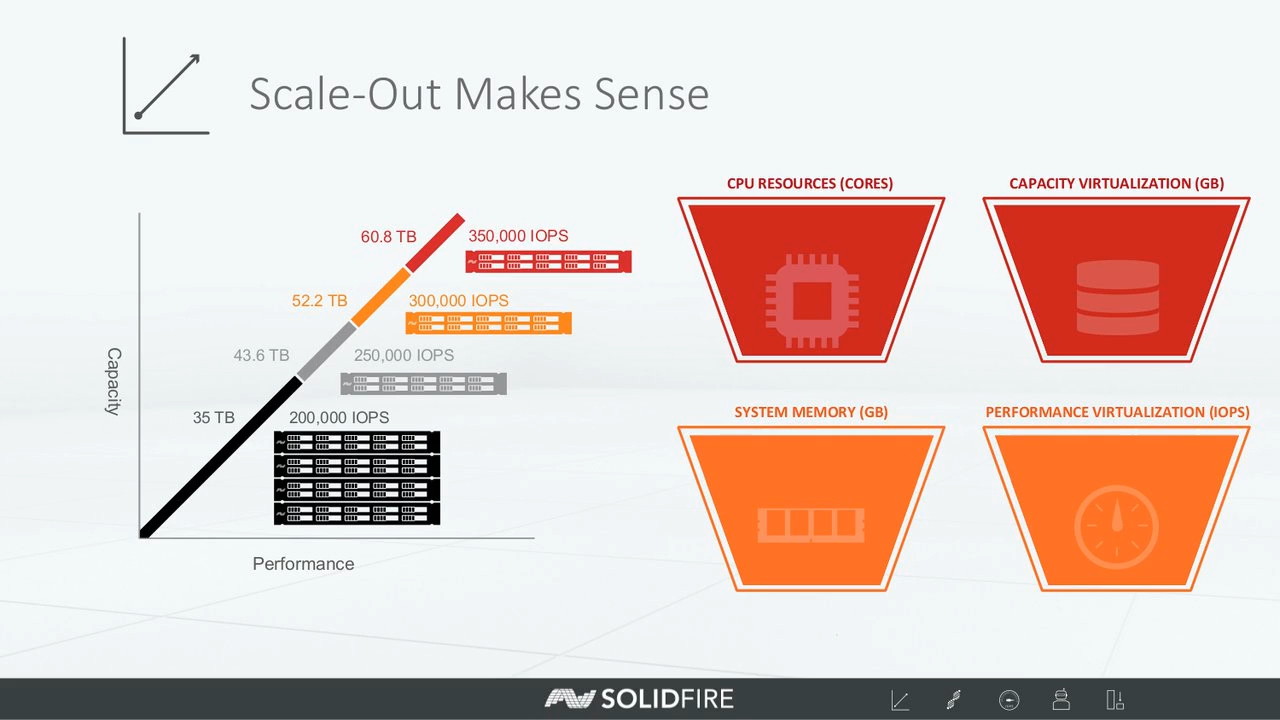 Scale-Out Makes Sense
60.8 TB
350,000 IOPS
52.2 TB
300,000 IOPS
43.6 TB
250,000 IOPS
35 TB
200,000 IOPS
Capacity
Performance
CPU RESOURCES (CORES)
CAPACITY VIRTUALIZATION (GB)
SYSTEM MEMORY (GB)
PERFORMANCE VIRTUALIZATION (IOPS)
SOLIDFIRE